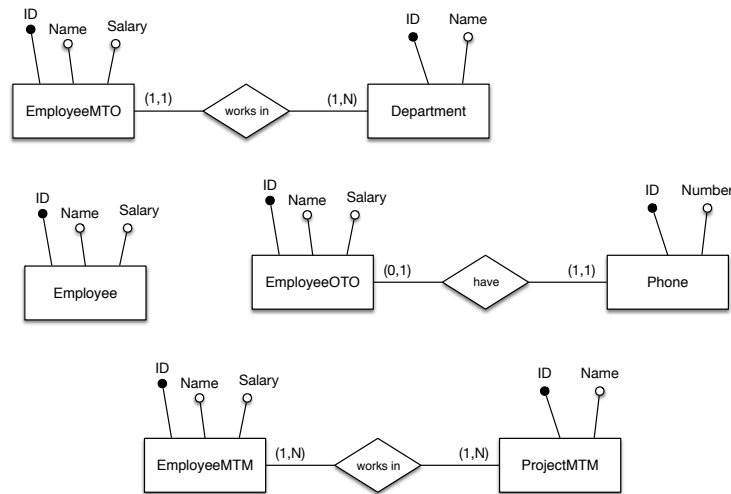 ID
Name
Salary
ID
Name
EmployeeMTO
(1,1)
works in
(1,N)
Department
ID
Name
Salary
Employee
ID
Name
Salary
ID
Number
EmployeeOTO
(0,1)
have
(1,1)
Phone
ID
Name
Salary
ID
Name
EmployeeMTM
(1,N)
works in
(1,N)
ProjectMTM